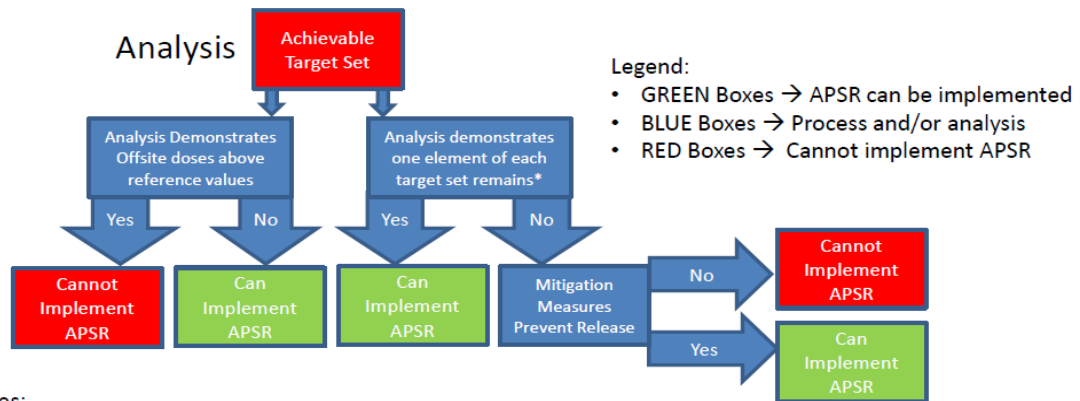 Analysis
Achievable
Target Set
Legend:
• GREEN Boxes → APSR can be implemented
• BLUE Boxes → Process and/or analysis
• RED Boxes → Cannot implement APSR
Analysis Demonstrates
Offsite doses above
reference values
Analysis demonstrates
one element of each
target set remains*
Yes
No
Yes
No
Cannot
Implement
APSR
Can
Implement
APSR
Can
Implement
APSR
Mitigation
Measures
Prevent Release
No
Cannot
Implement
APSR
Yes
Can
Implement
APSR